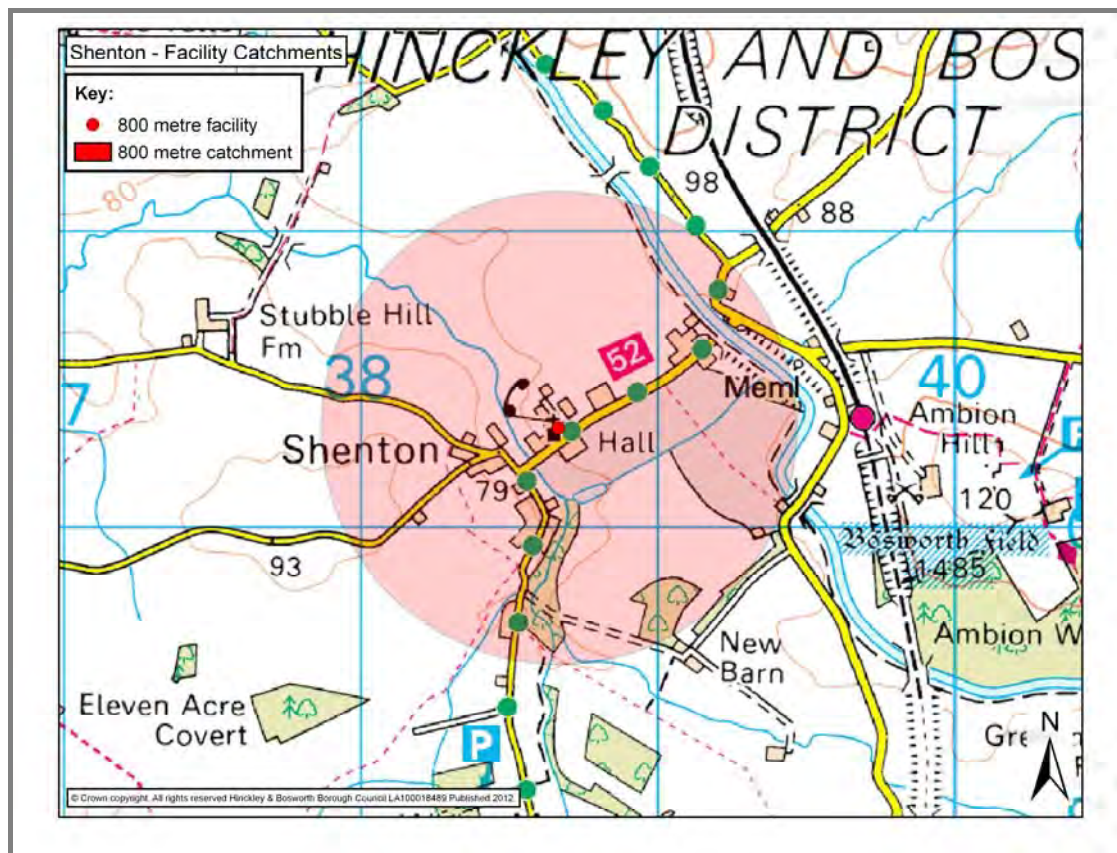 Shenton - Facility Catchments
HINCKLEY AND BOS
DISTRICT
Key:
800 metre facility
800 metre catchment
80
98
88
Stubble Hill
Fm
7
38
52
40
Meml
Ambion
Hill
Shenton
Hall
79
120
93
Bosworth Field
1485
Ambion W
New
Barn
Eleven Acre
Covert
P
Gre
N
© Crown copyright. All rights reserved Hinckley & Bosworth Borough Council LA100018489 Published 2012.